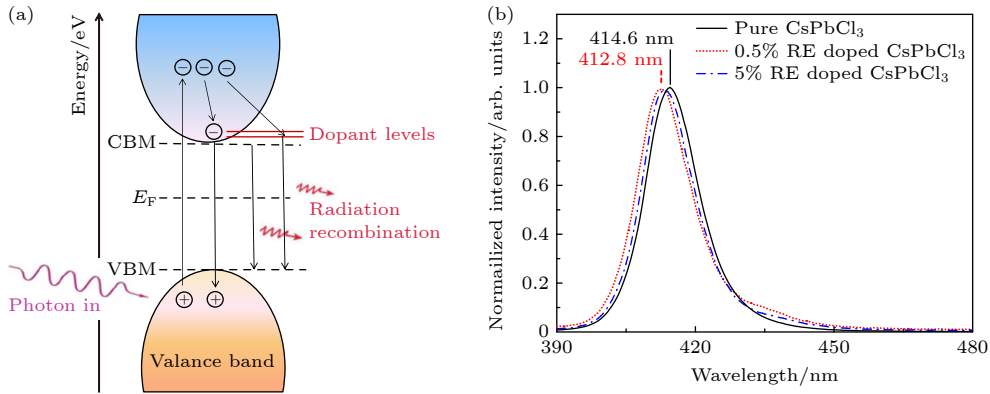 (a)
Energy/eV
CBM
Dopant levels
E_F
Radiation
recombination
VBM
Photon in
Valance band
(b)
Normailized intensity/arb. units
1.2
1.0
0.8
0.6
0.4
0.2
0
414.6 nm
412.8 nm
Pure CsPbCl₃
0.5% RE doped CsPbCl₃
5% RE doped CsPbCl₃
390
420
450
480
Wavelength/nm